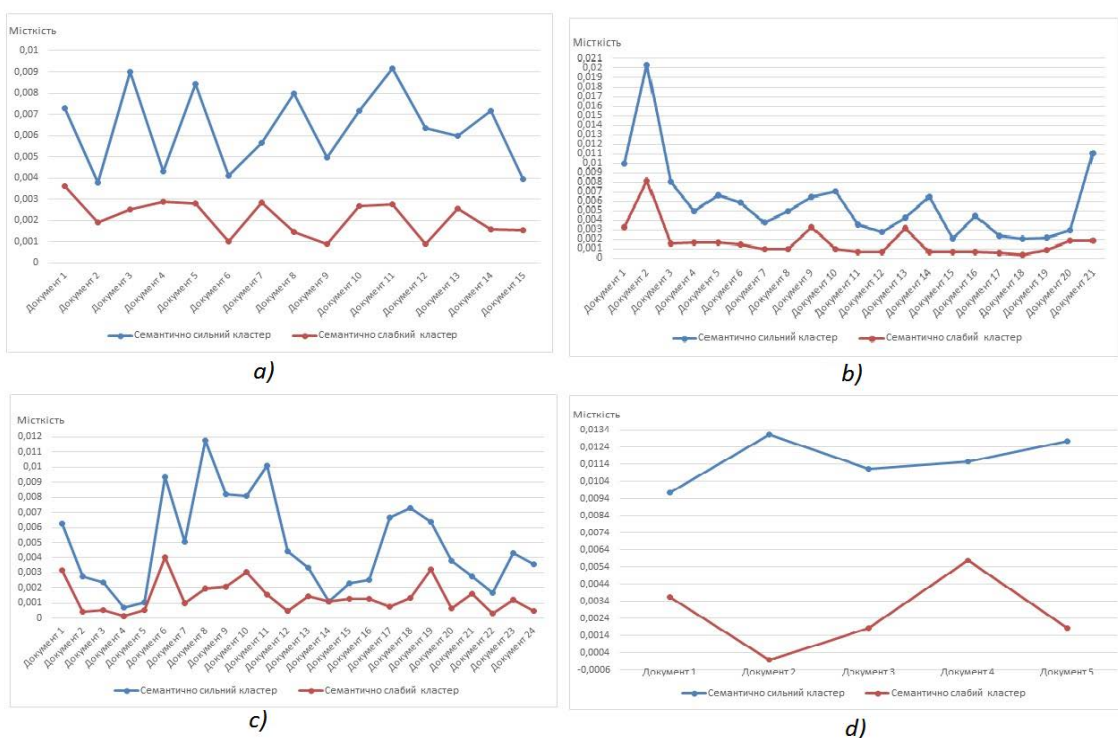 Місткість
0,01
0,009
0,008
0,007
0,006
0,005
0,004
0,003
0,002
0,001
0
Документ 1
Документ 2
Документ 3
Документ 4
Документ 5
Документ 6
Документ 7
Документ 8
Документ 9
Документ 10
Документ 11
Документ 12
Документ 13
Документ 14
Документ 15
Семантично сильний кластер
Семантично слабкий кластер
a)
Місткість
0,021
0,02
0,019
0,018
0,017
0,016
0,015
0,014
0,013
0,012
0,011
0,01
0,009
0,008
0,007
0,006
0,005
0,004
0,003
0,002
0,001
0
Документ 1
Документ 2
Документ 3
Документ 4
Документ 5
Документ 6
Документ 7
Документ 8
Документ 9
Документ 10
Документ 11
Документ 12
Документ 13
Документ 14
Документ 15
Документ 16
Документ 17
Документ 18
Документ 19
Документ 20
Документ 21
Семантично сильний кластер
Семантично слабий кластер
b)
Місткість
0,012
0,01
0,009
0,008
0,007
0,006
0,005
0,004
0,003
0,002
0,001
0
Документ 1
Документ 2
Документ 3
Документ 4
Документ 5
Документ 6
Документ 7
Документ 8
Документ 9
Документ 10
Документ 11
Документ 12
Документ 13
Документ 14
Документ 15
Документ 16
Документ 17
Документ 18
Документ 19
Документ 20
Документ 21
Документ 22
Документ 23
Документ 24
Семантично сильний кластер
Семантично слабий кластер
c)
Місткість
0,0134
0,0124
0,0114
0,0104
0,0094
0,0084
0,0074
0,0064
0,0054
0,0044
0,0034
0,0024
0,0014
0,0004
-0,0006
Документ 1
Документ 2
Документ 3
Документ 4
Документ 5
Семантично сильний кластер
Семантично слабий кластер
d)